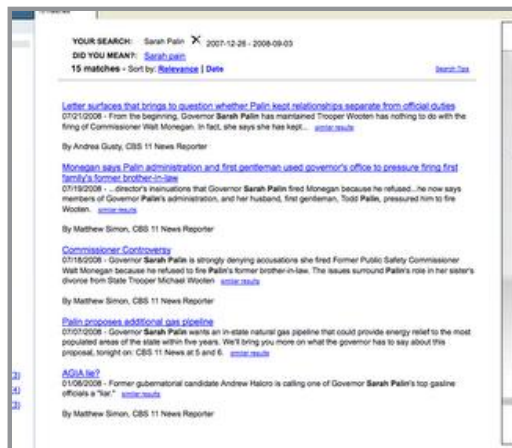 YOUR SEARCH: Sarah Palin X 2007-12-26 - 2008-09-03
DID YOU MEAN?: Sarah pain
15 matches - Sort by: Relevance | Date Search Tips
Letter surfaces that brings to question whether Palin kept relationships separate from official duties
07/21/2008 - From the beginning, Governor Sarah Palin has maintained Trooper Wooten has nothing to do with the
firing of Commissioner Walt Monegan. In fact, she says she has kept... similar results
By Andrea Gusty, CBS 11 News Reporter
Monegan says Palin administration and first gentleman used governor's office to pressure firing first
family's former brother-in-law
07/19/2008 - ...director's insinuations that Governor Sarah Palin fired Monegan because he refused...he now says
members of Governor Palin's administration, and her husband, first gentleman, Todd Palin, pressured him to fire
Wooten. similar results
By Matthew Simon, CBS 11 News Reporter
Commissioner Controversy
07/18/2008 - Governor Sarah Palin is strongly denying accusations she fired Former Public Safety Commissioner
Walt Monegan because he refused to fire Palin's former brother-in-law. The issues surround Palin's role in her sister's
divorce from State Trooper Michael Wooten similar results
By Matthew Simon, CBS 11 News Reporter
Palin proposes additional gas pipeline
07/07/2008 - Governor Sarah Palin wants an in-state natural gas pipeline that could provide energy relief to the most
populated areas of the state within five years. We'll bring you more on what the governor has to say about this
proposal, tonight on: CBS 11 News at 5 and 6. similar results
AGIA lie?
01/08/2008 - Former gubernatorial candidate Andrew Halcro is calling one of Governor Sarah Palin's top gasline
officials a "liar." similar results
By Matthew Simon, CBS 11 News Reporter
3)
4)
3)